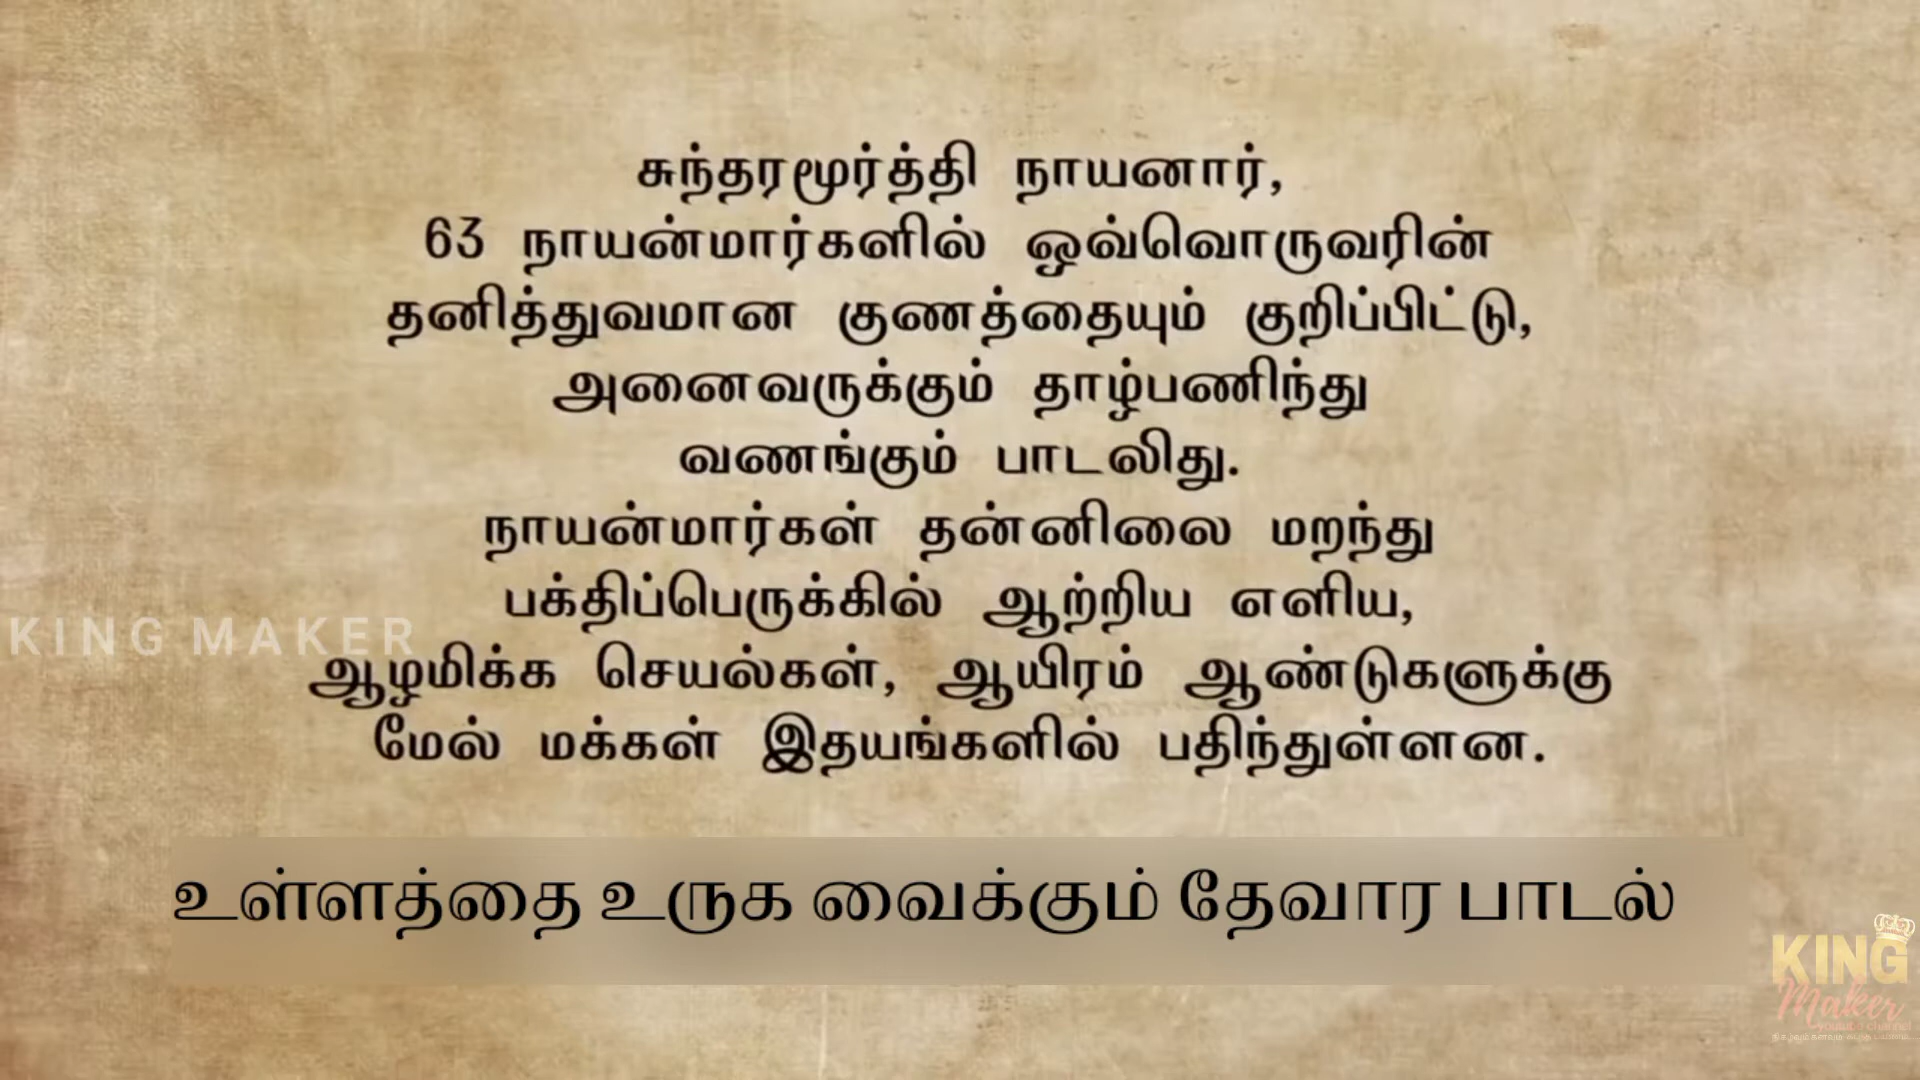 சுந்தரமூர்த்தி நாயனார்,
63 நாயன்மார்களில் ஒவ்வொருவரின்
தனித்துவமான குணத்தையும் குறிப்பிட்டு,
அனைவருக்கும் தாழ்பணிந்து
வணங்கும் பாடலிது.
நாயன்மார்கள் தன்னிலை மறந்து
பக்திப்பெருக்கில் ஆற்றிய எளிய,
ஆழமிக்க செயல்கள், ஆயிரம் ஆண்டுகளுக்கு
மேல் மக்கள் இதயங்களில் பதிந்துள்ளன.
KING MAKER
உள்ளத்தை உருக வைக்கும் தேவார பாடல்
KING
Maker
youtube channel